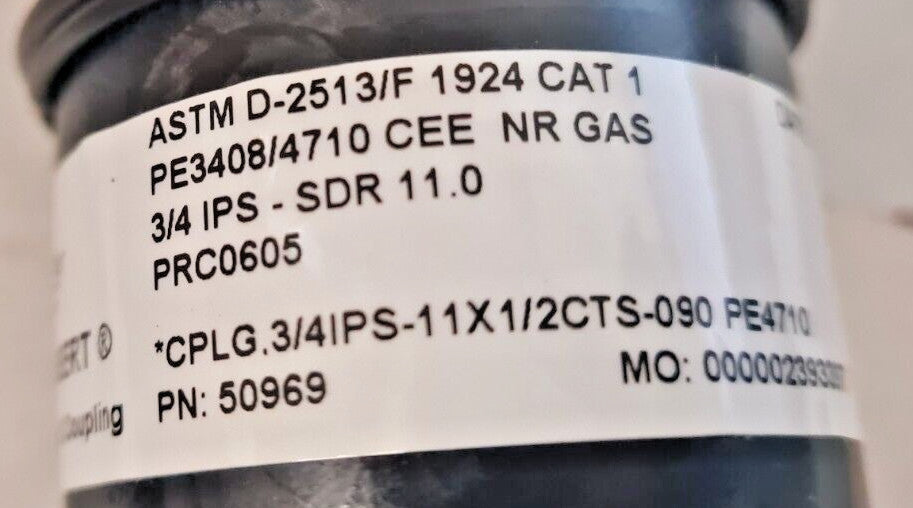 ASTM D-2513/F 1924 CAT 1
PE3408/4710 CEE NR GAS
3/4 IPS - SDR 11.0
PRC0605
*CPLG.3/4IPS-11X1/2CTS-090 PE4710
PN: 50969
MO: